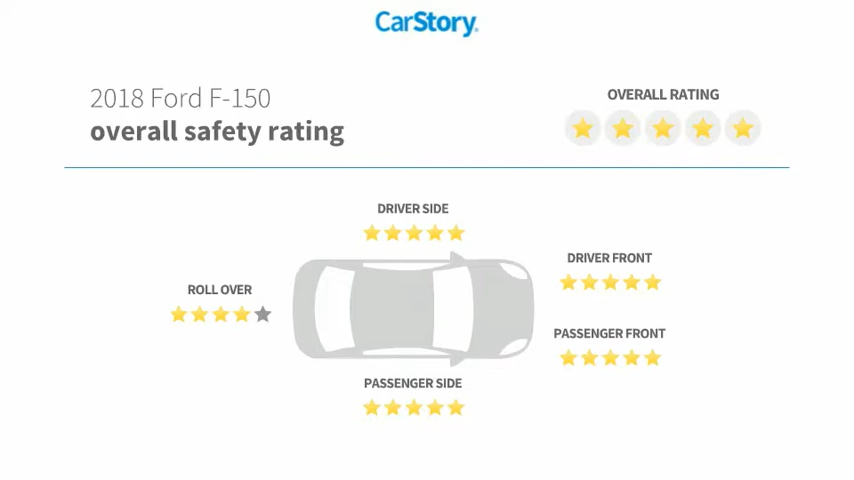 CarStory.
2018 Ford F-150
overall safety rating
OVERALL RATING
DRIVER SIDE
DRIVER FRONT
ROLL OVER
PASSENGER FRONT
PASSENGER SIDE